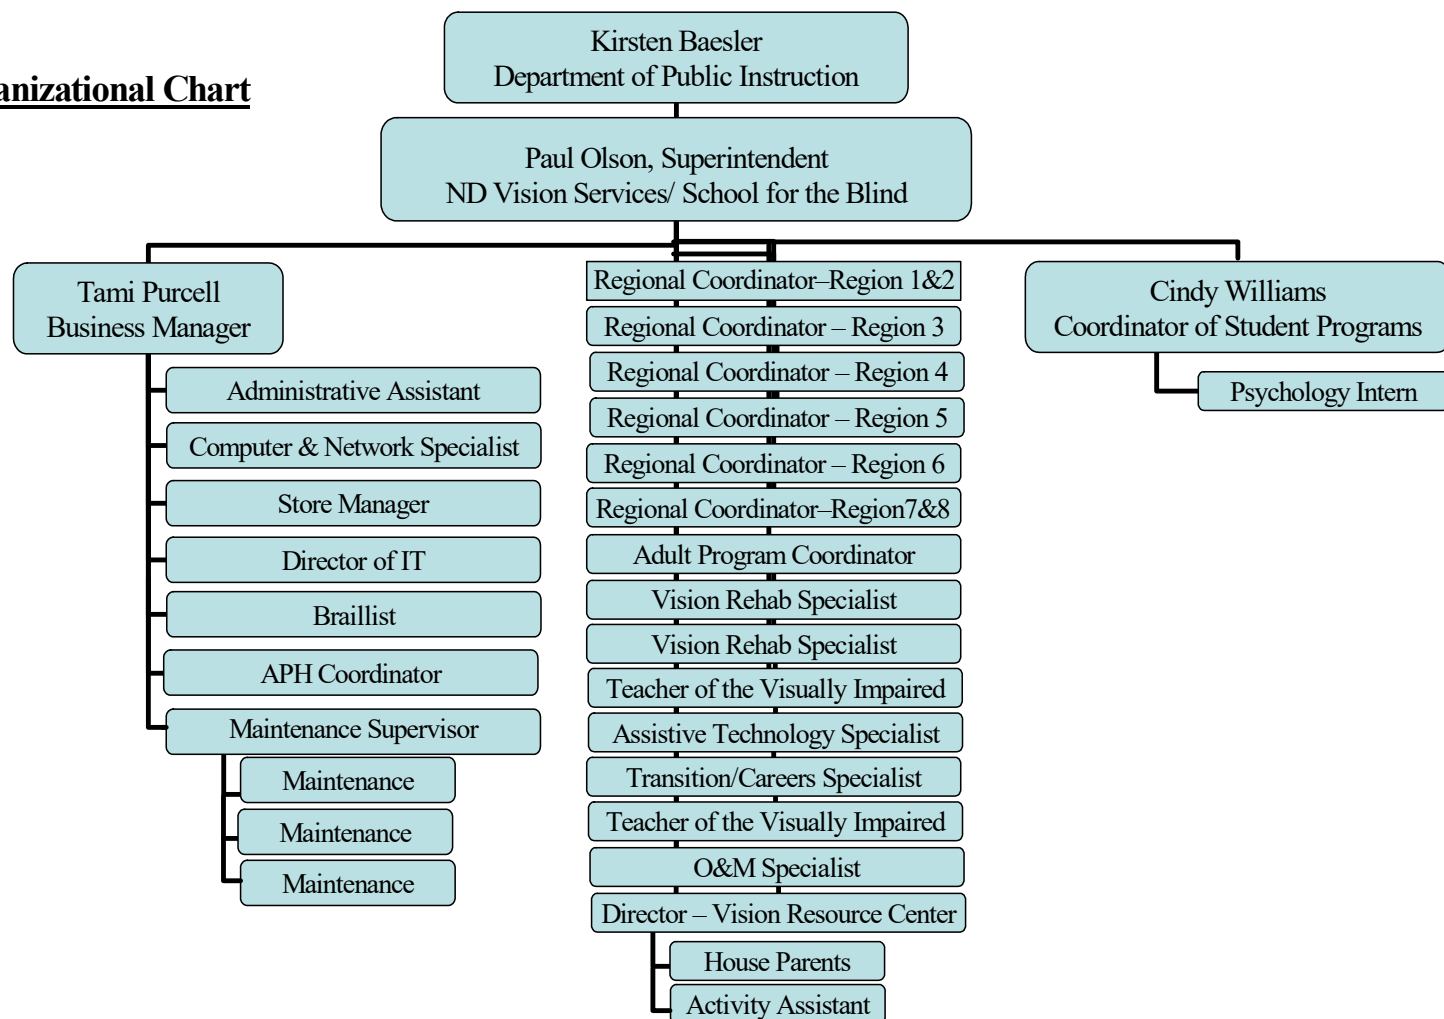 anizational Chart
Kirsten Baesler
Department of Public Instruction
Paul Olson, Superintendent
ND Vision Services/ School for the Blind
Tami Purcell
Business Manager
Administrative Assistant
Computer & Network Specialist
Store Manager
Director of IT
Braillist
APH Coordinator
Maintenance Supervisor
Maintenance
Maintenance
Maintenance
Regional Coordinator–Region 1&2
Regional Coordinator – Region 3
Regional Coordinator – Region 4
Regional Coordinator – Region 5
Regional Coordinator – Region 6
Regional Coordinator–Region7&8
Adult Program Coordinator
Vision Rehab Specialist
Vision Rehab Specialist
Teacher of the Visually Impaired
Assistive Technology Specialist
Transition/Careers Specialist
Teacher of the Visually Impaired
O&M Specialist
Director – Vision Resource Center
House Parents
Activity Assistant
Cindy Williams
Coordinator of Student Programs
Psychology Intern